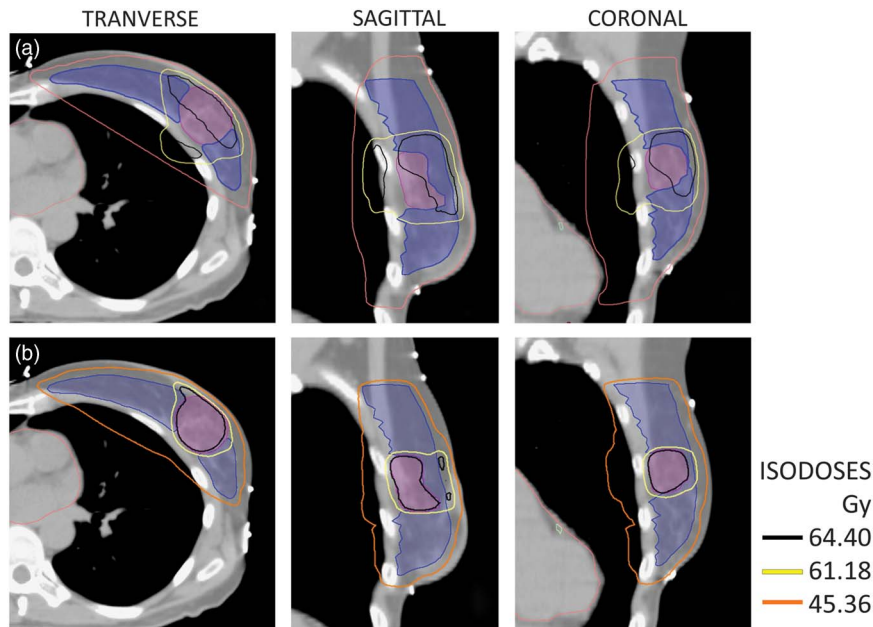 TRANVERSE SAGITTAL CORONAL
(a)
(b)
ISODOSES
Gy
64.40
61.18
45.36